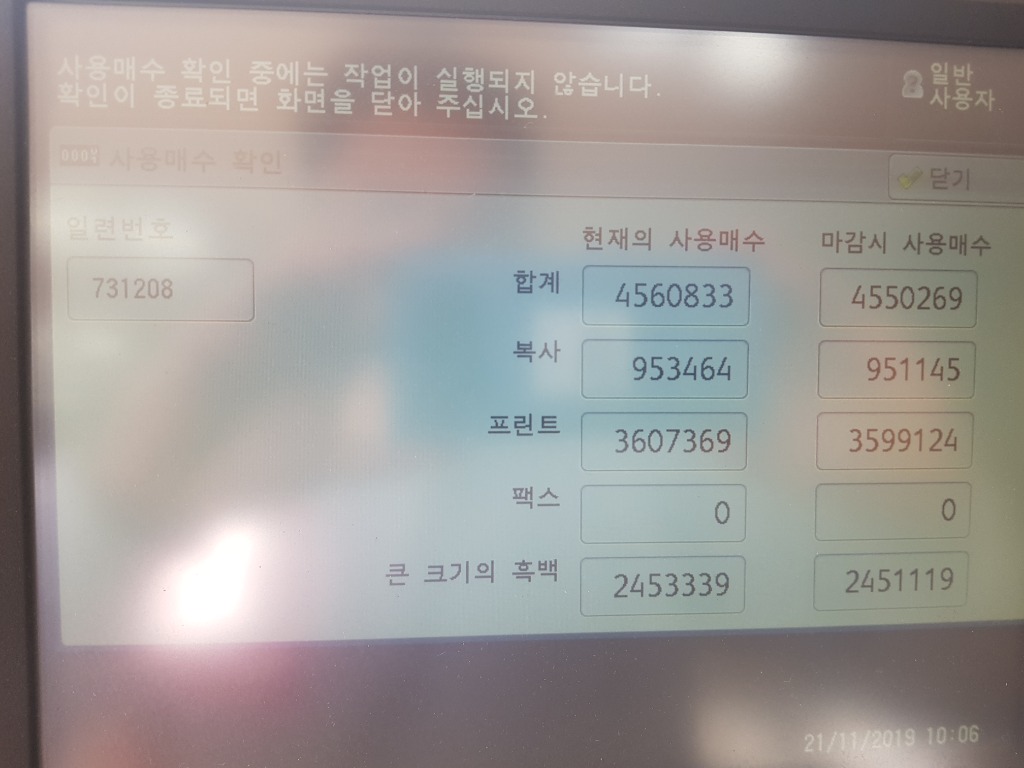 사용매수 확인 중에는 작업이 실행되지 않습니다.
확인이 종료되면 화면을 닫아 주십시오.
일반
사용자
사용매수 확인
닫기
일련번호
현재의 사용매수 마감시 사용매수
731208
합계 4560833 4550269
복사 953464 951145
프린트 3607369 3599124
팩스 0 0
큰 크기의 흑백 2453339 2451119
21/11/2019 10:06